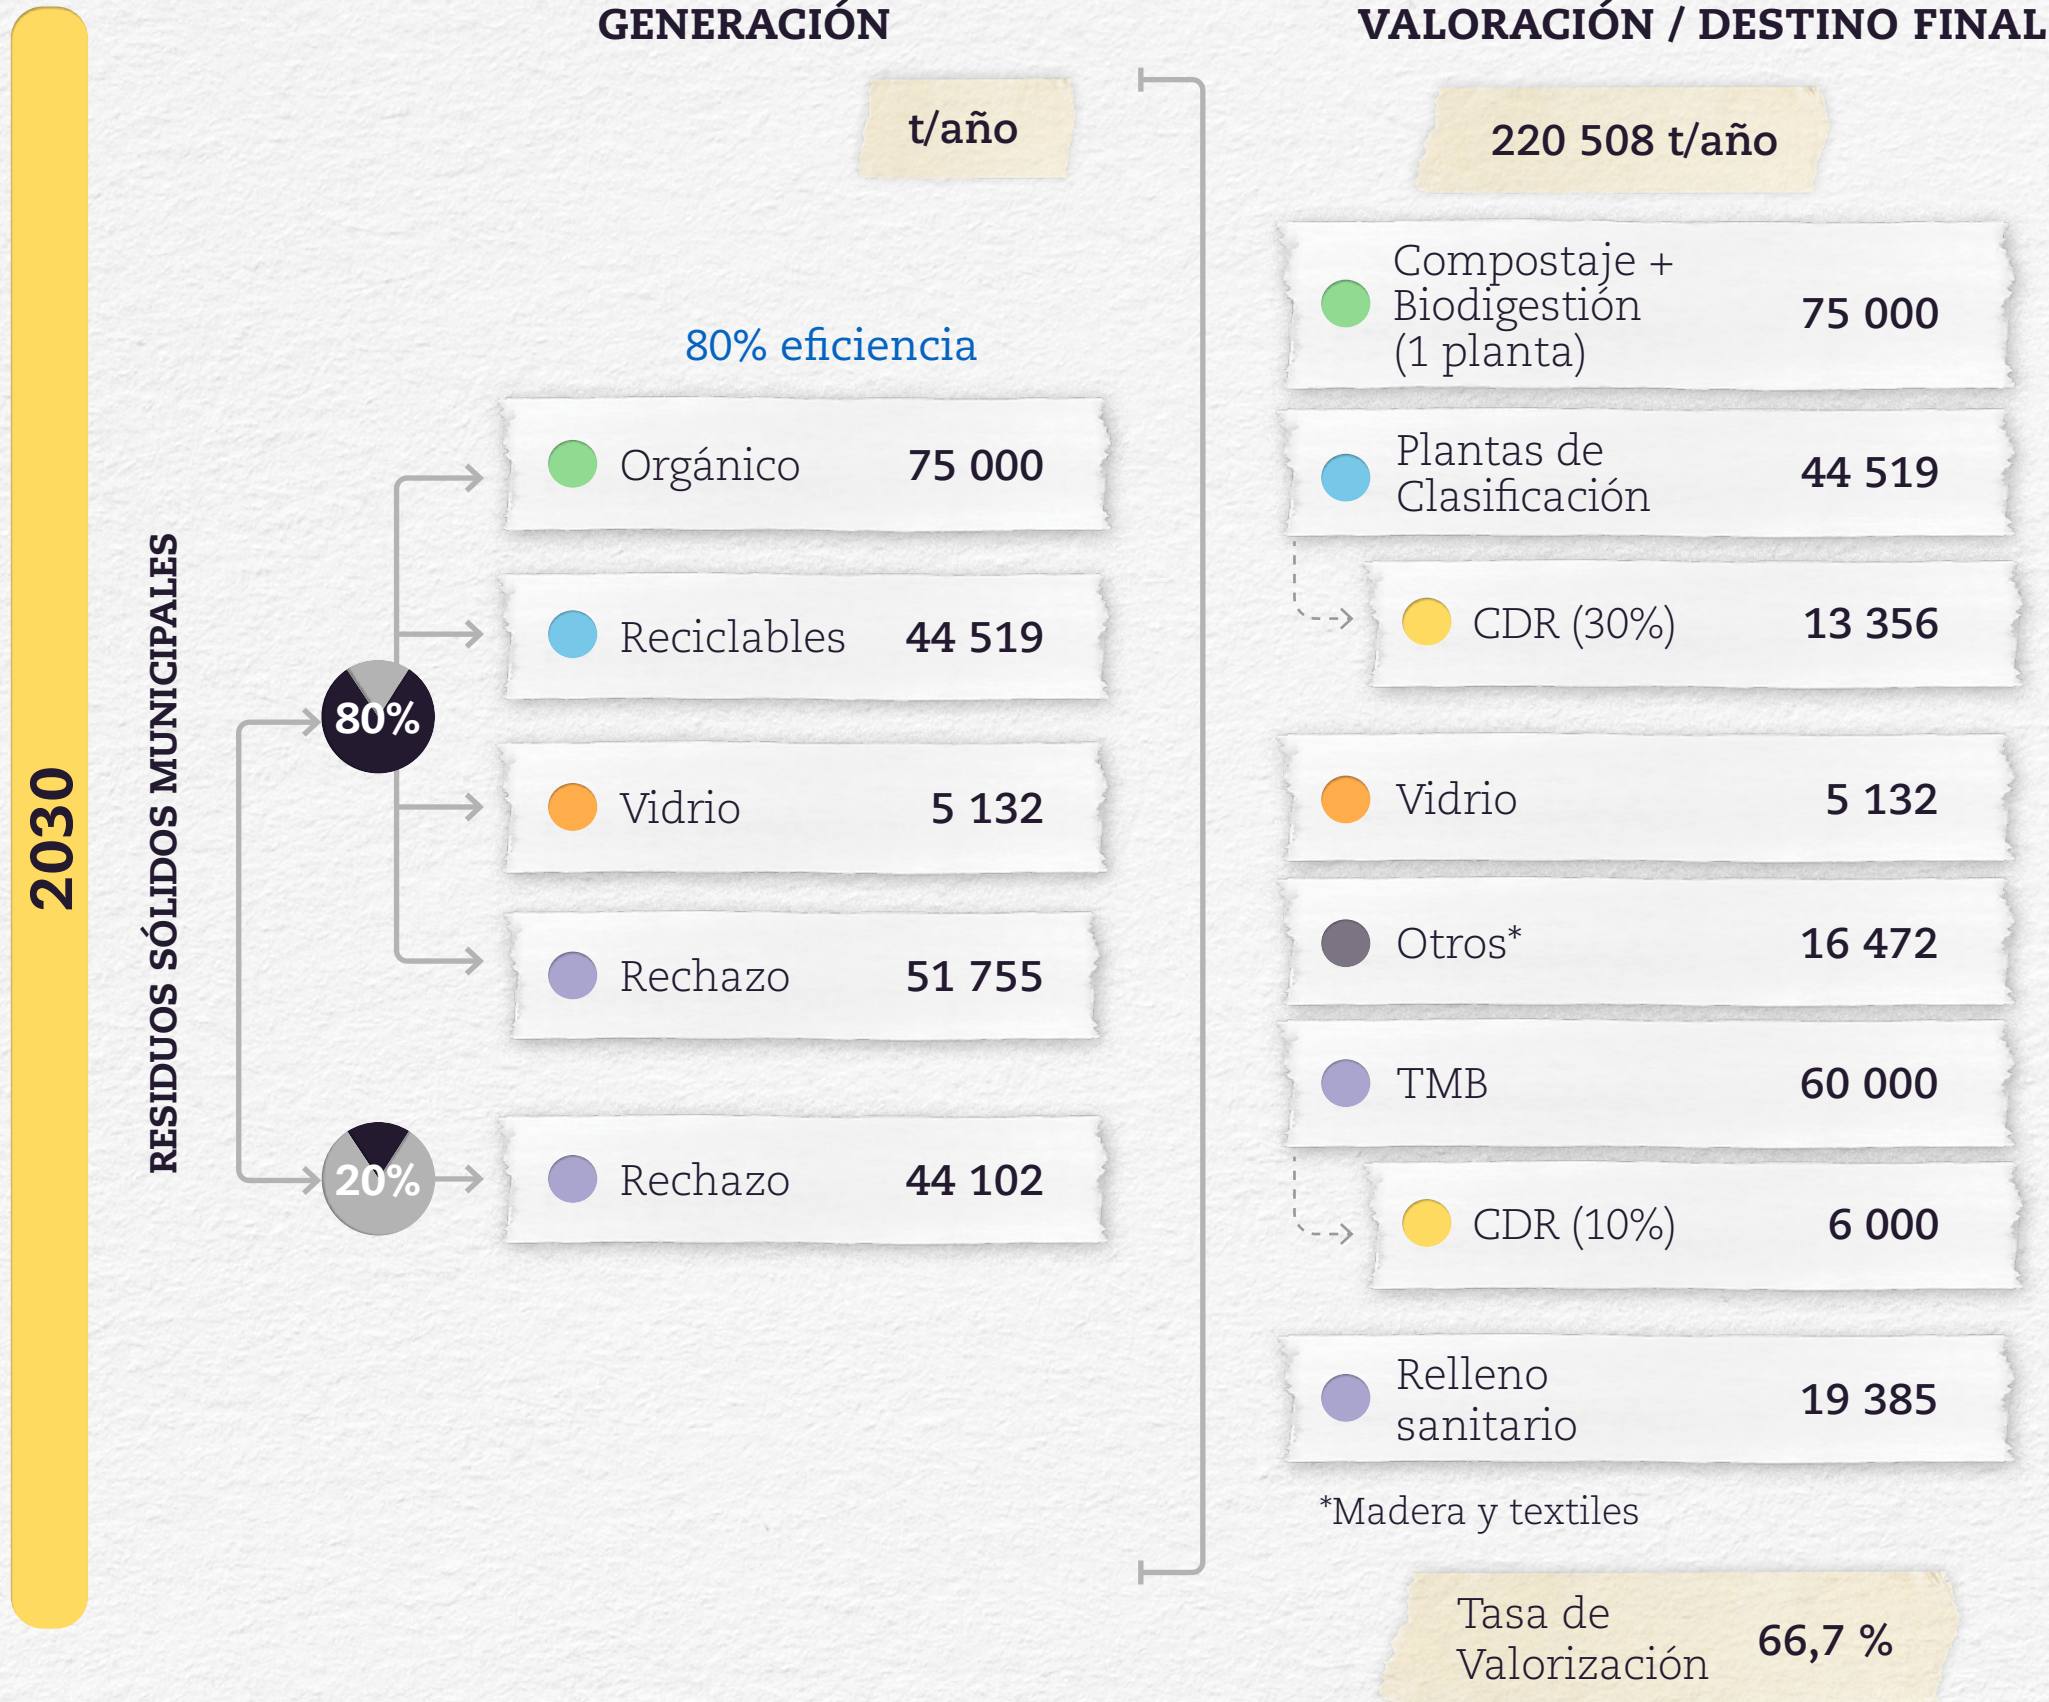 2030
RESIDUOS SÓLIDOS MUNICIPALES
GENERACIÓN
t/año
80% eficiencia
80%
Orgánico 75 000
Reciclables 44 519
Vidrio 5 132
Rechazo 51 755
20%
Rechazo 44 102
VALORACIÓN / DESTINO FINAL
220 508 t/año
Compostaje +
Biodigestión
(1 planta) 75 000
Plantas de
Clasificación 44 519
CDR (30%) 13 356
Vidrio 5 132
Otros* 16 472
TMB 60 000
CDR (10%) 6 000
Relleno
sanitario 19 385
*Madera y textiles
Tasa de
Valorización 66,7 %